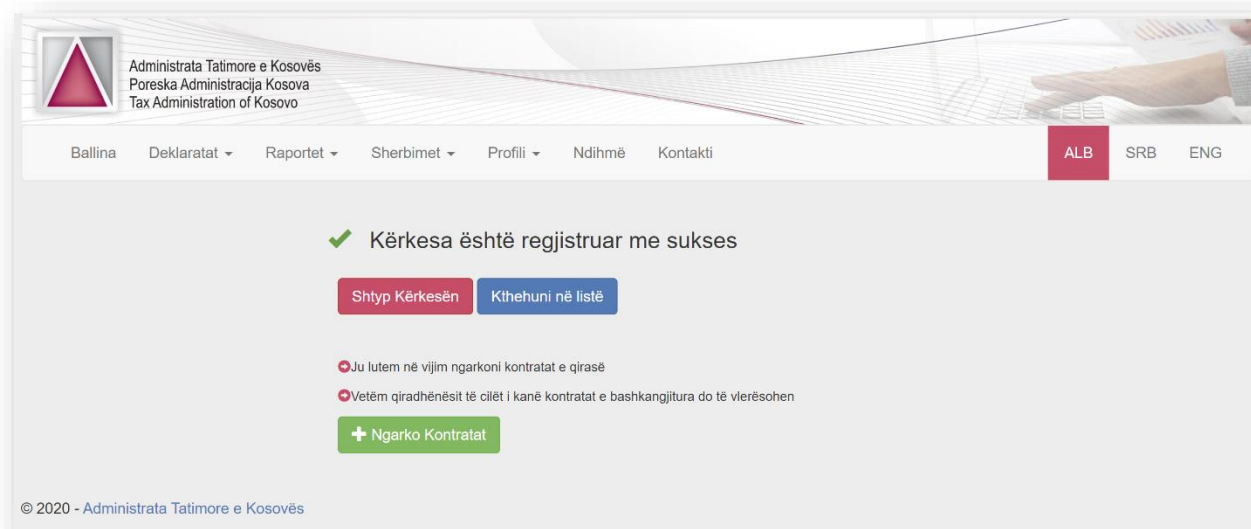 Administrata Tatimore e Kosovës
Poreska Administracija Kosova
Tax Administration of Kosovo
Ballina Deklaratat Raportet Sherbimet Profili Ndihmë Kontakti ALB SRB ENG
Kërkesa është regjistruar me sukses
Shtyp Kërkesën Kthehuni në listë
Ju lutem në vijim ngarkoni kontratat e qirasë
Vetëm qiradhënësit të cilët i kanë kontratat e bashkangjitura do të vlerësohen
Ngarko Kontratat
© 2020 - Administrata Tatimore e Kosovës